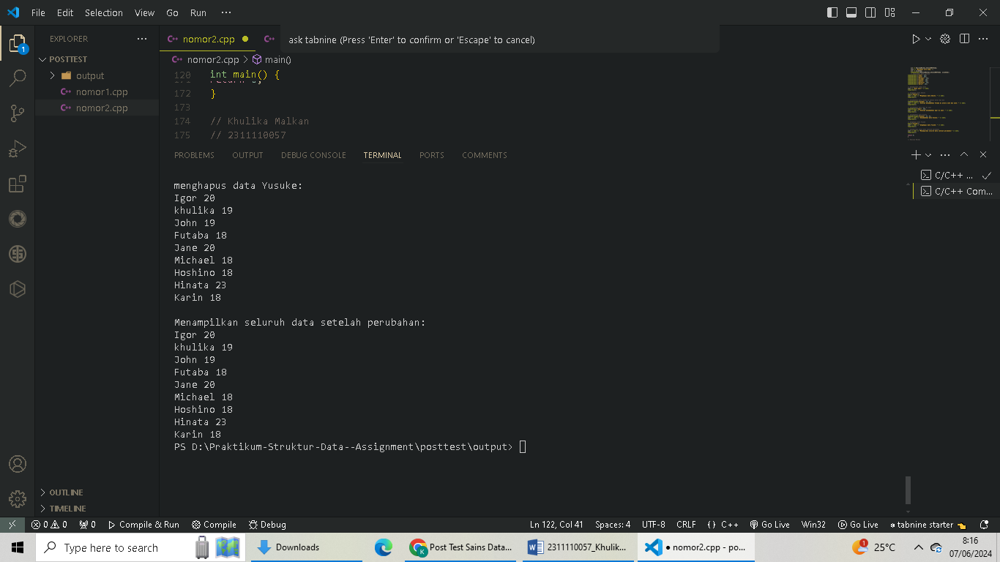 File Edit Selection View Go Run ···
ask tabnine (Press 'Enter' to confirm or 'Escape' to cancel)
EXPLORER ···
nomor2.cpp
POSTTEST
output
nomor1.cpp
nomor2.cpp
nomor2.cpp > main()
120 int main() {
172 }
173
174 // Khulika Malkan
175 // 2311110057
PROBLEMS OUTPUT DEBUG CONSOLE TERMINAL PORTS COMMENTS
C/C++ ...
C/C++ Com...
menghapus data Yusuke:
Igor 20
khulika 19
John 19
Futaba 18
Jane 20
Michael 18
Hoshino 18
Hinata 23
Karin 18
Menampilkan seluruh data setelah perubahan:
Igor 20
khulika 19
John 19
Futaba 18
Jane 20
Michael 18
Hoshino 18
Hinata 23
Karin 18
PS D:\Praktikum-Struktur-Data--Assignment\posttest\output>
1
OUTLINE
TIMELINE
0 0 0 Compile & Run Compile Debug Ln 122, Col 41 Spaces: 4 UTF-8 CRLF {} C++ Go Live Win32 Go Live tabnine starter
Type here to search Downloads Post Test Sains Data... 2311110057_Khulik... ● nomor2.cpp - po... 1 25°C 8:16
07/06/2024